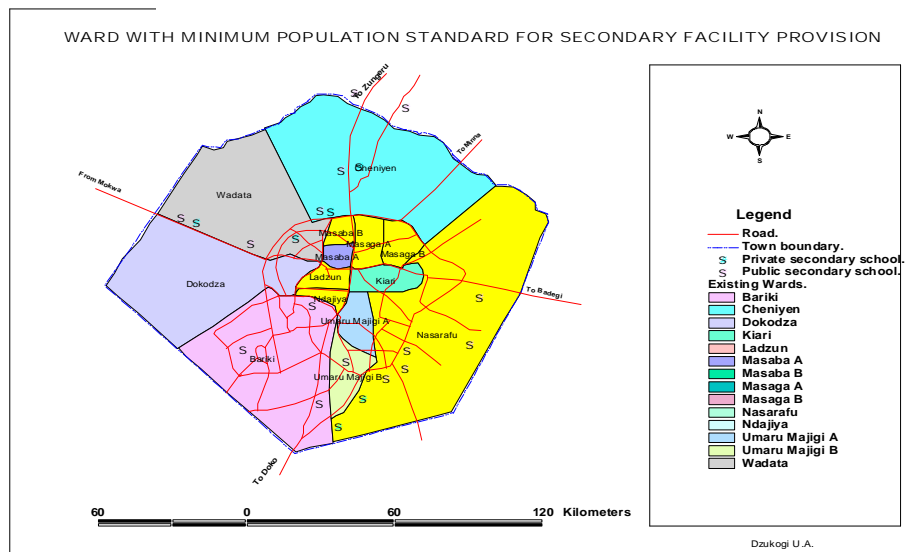 WARD WITH MINIMUM POPULATION STANDARD FOR SECONDARY FACILITY PROVISION
To Zungeru
S
S
To Minna
S
S
Cheniyen
From Mokwa
Wadata
S
S
S
S
S
S
Masaba B
Masaga A
Masaba A
Masaga B
Dokodza
Ladzun
Kiari
To Badegi
Ndajiya
S
S
Umaru Majigi A
Nasarafu
S
Bariki
S
S
S
S
Umaru Majigi B
S
S
S
S
To Doko
N
W
E
S
Legend
Road.
Town boundary.
S Private secondary school.
S Public secondary school.
Existing Wards.
Bariki
Cheniyen
Dokodza
Kiari
Ladzun
Masaba A
Masaba B
Masaga A
Masaga B
Nasarafu
Ndajiya
Umaru Majigi A
Umaru Majigi B
Wadata
60 0 60 120 Kilometers
Dzukogi U.A.